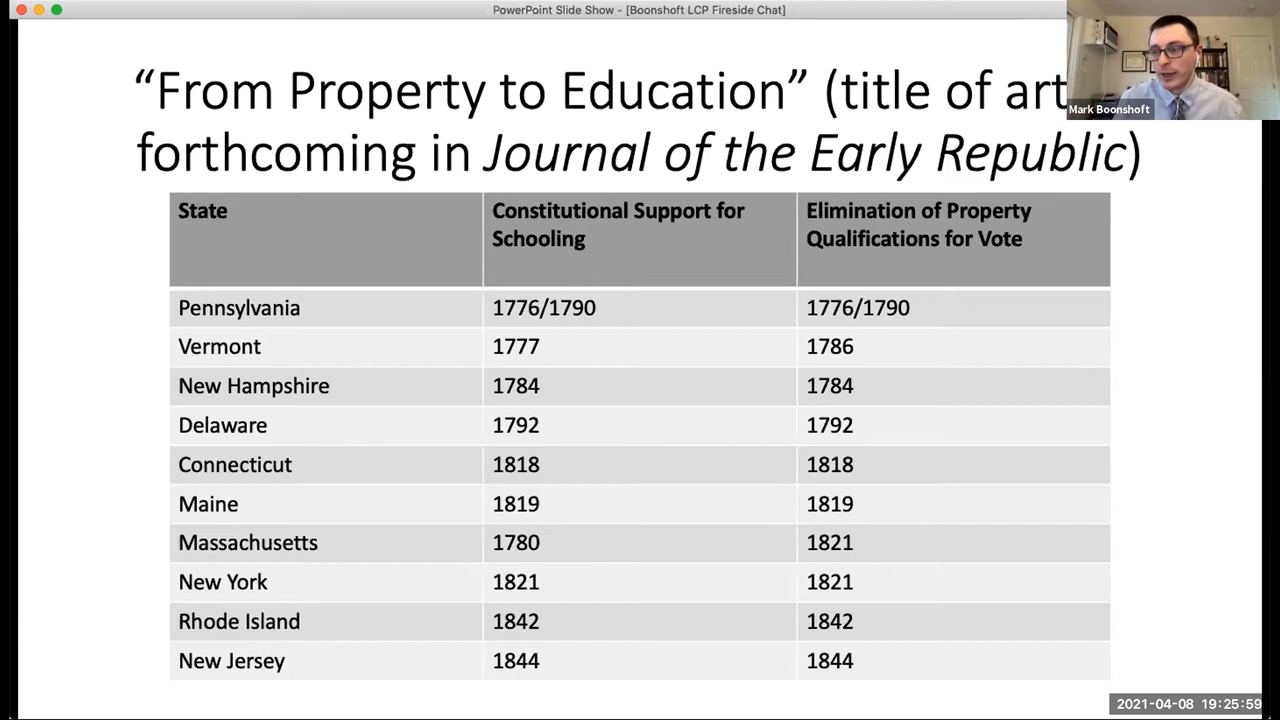 PowerPoint Slide Show - [Boonshoft LCP Fireside Chat]
“From Property to Education” (title of
forthcoming in Journal of the Early Republic)
Mark Boonshoft
State Constitutional Support for Schooling Elimination of Property Qualifications for Vote
Pennsylvania 1776/1790 1776/1790
Vermont 1777 1786
New Hampshire 1784 1784
Delaware 1792 1792
Connecticut 1818 1818
Maine 1819 1819
Massachusetts 1780 1821
New York 1821 1821
Rhode Island 1842 1842
New Jersey 1844 1844
2021-04-08 19:25:59